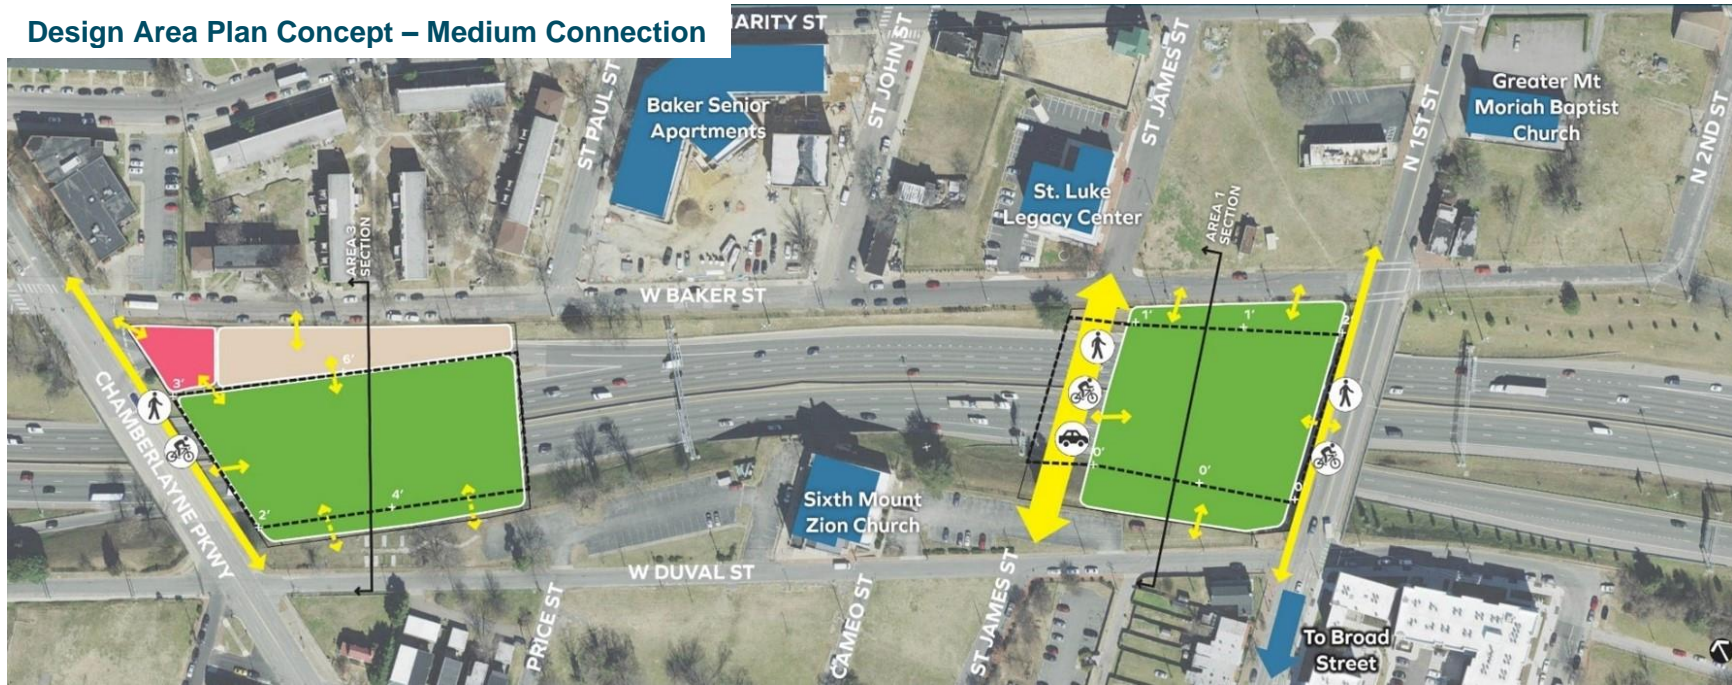 Design Area Plan Concept – Medium Connection
ARITY ST
ST PAUL ST
ST JOHN ST
ST JAMES ST
N 1ST ST
N 2ND ST
Baker Senior
Apartments
Greater Mt
Moriah Baptist
Church
St. Luke
Legacy Center
AREA 3
SECTION
AREA 1
SECTION
W BAKER ST
1'
1'
2'
6'
3'
CHAMBERLAYNE PKWY
0'
0'
0'
4'
2'
Sixth Mount
Zion Church
W DUVAL ST
PRICE ST
CAMEO ST
ST JAMES ST
To Broad
Street